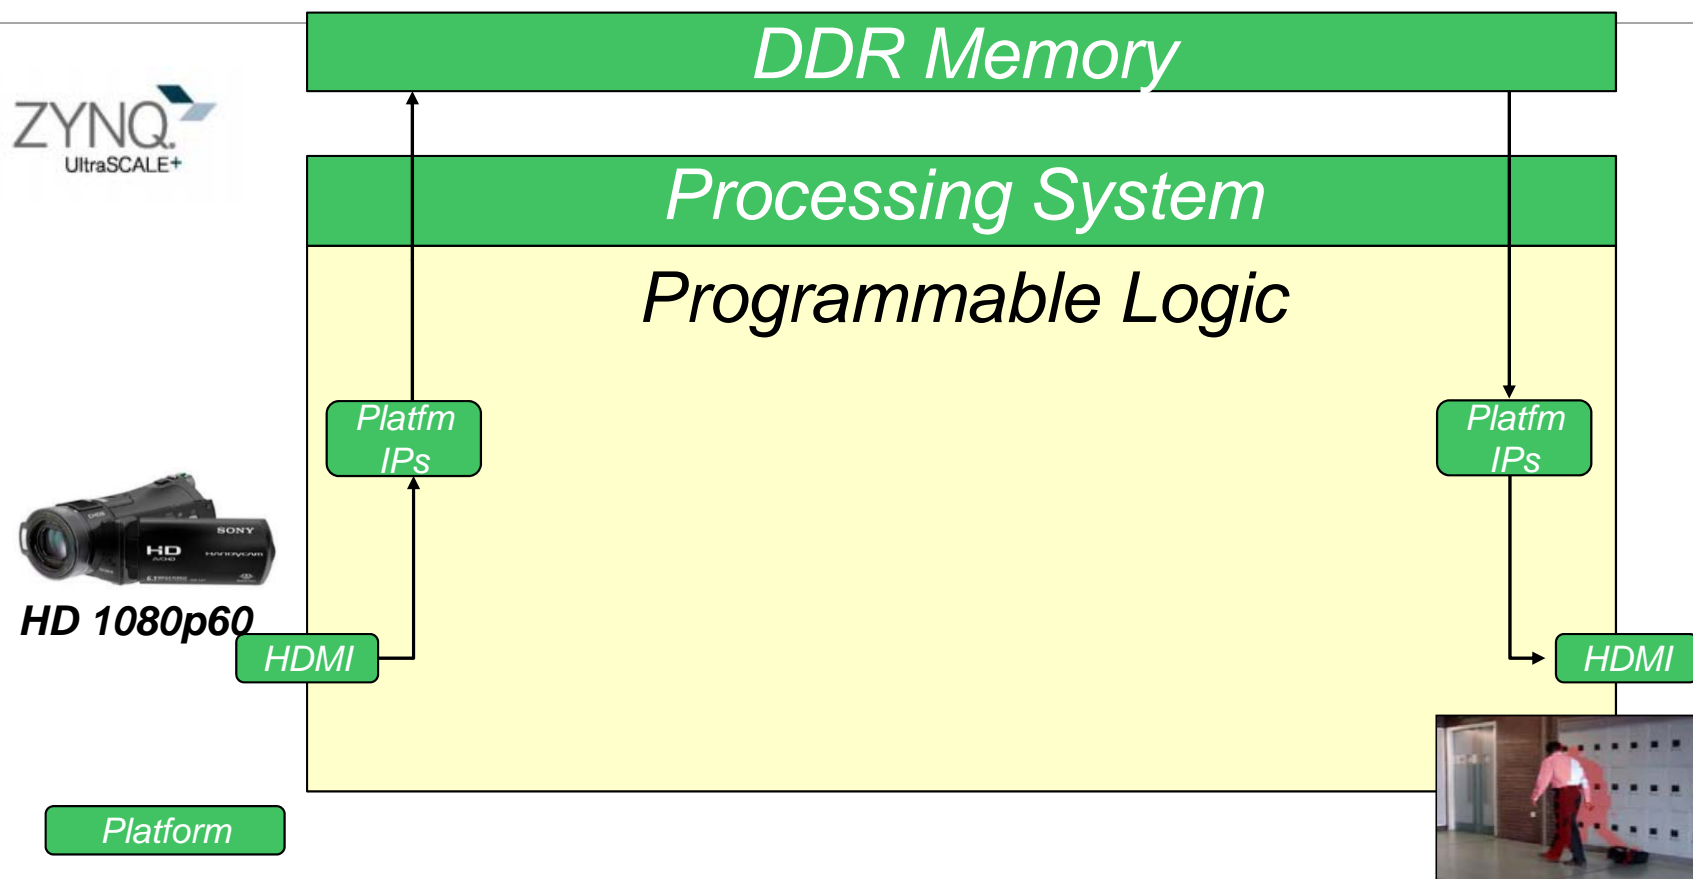 DDR Memory
ZYNQ.
UltraSCALE+
Processing System
Programmable Logic
Platfm
IPs
Platfm
IPs
SONY
HD
HANDYCAM
HD 1080p60
HDMI
HDMI
Platform